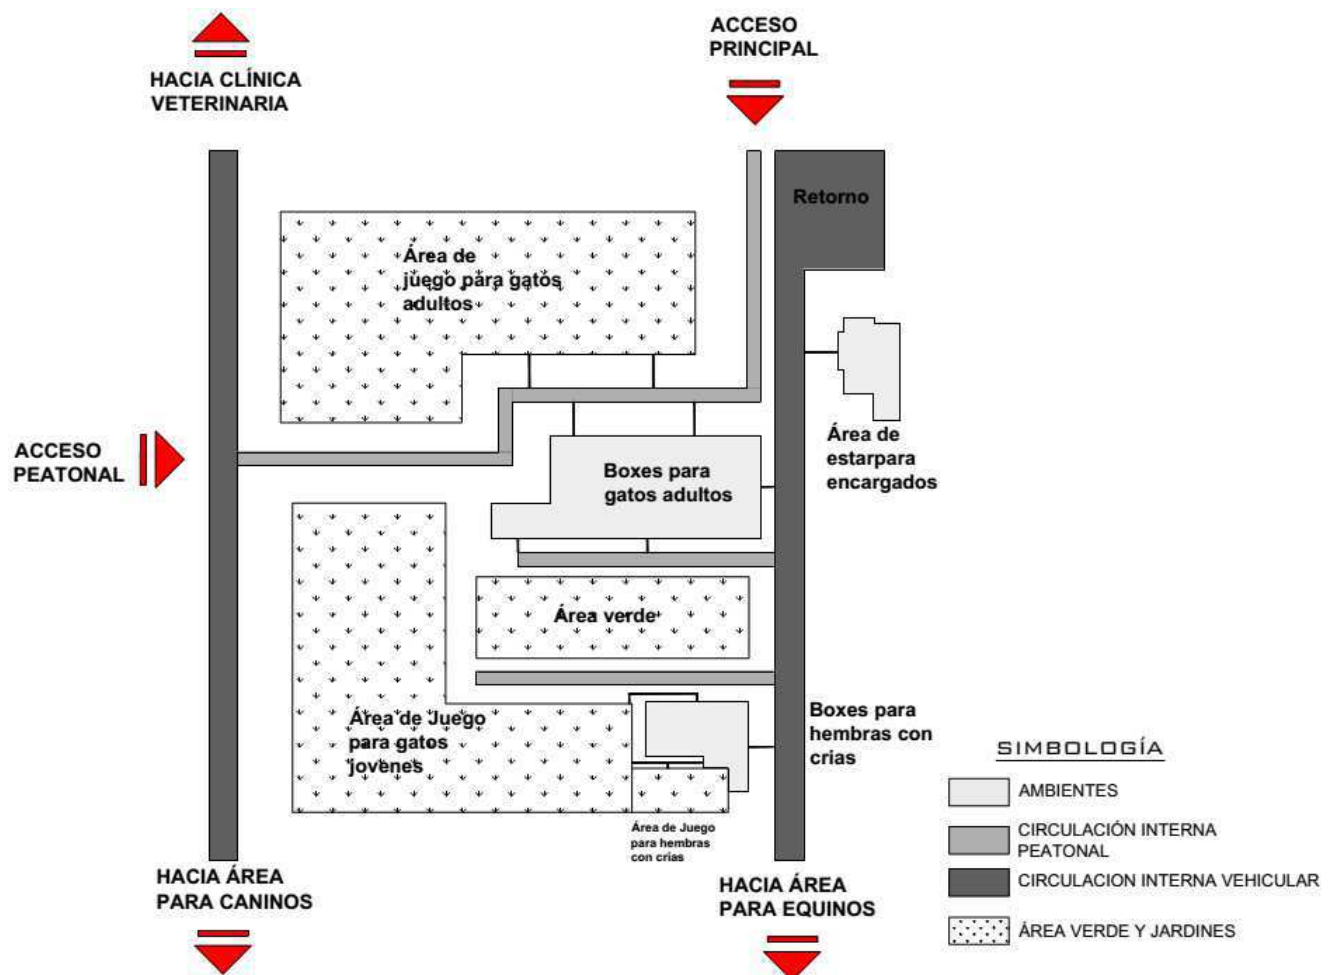 HACIA CLÍNICA
VETERINARIA
ACCESO
PRINCIPAL
Retorno
Área de
juego para gatos
adultos
ACCESO
PEATONAL
Área de
estarpara
encargados
Boxes para
gatos adultos
Área verde
Área de Juego
para gatos
jovenes
Boxes para
hembras con
crias
Área de Juego
para hembras
con crias
HACIA ÁREA
PARA CANINOS
HACIA ÁREA
PARA EQUINOS
SIMBOLOGÍA
AMBIENTES
CIRCULACIÓN INTERNA
PEATONAL
CIRCULACION INTERNA VEHICULAR
ÁREA VERDE Y JARDINES